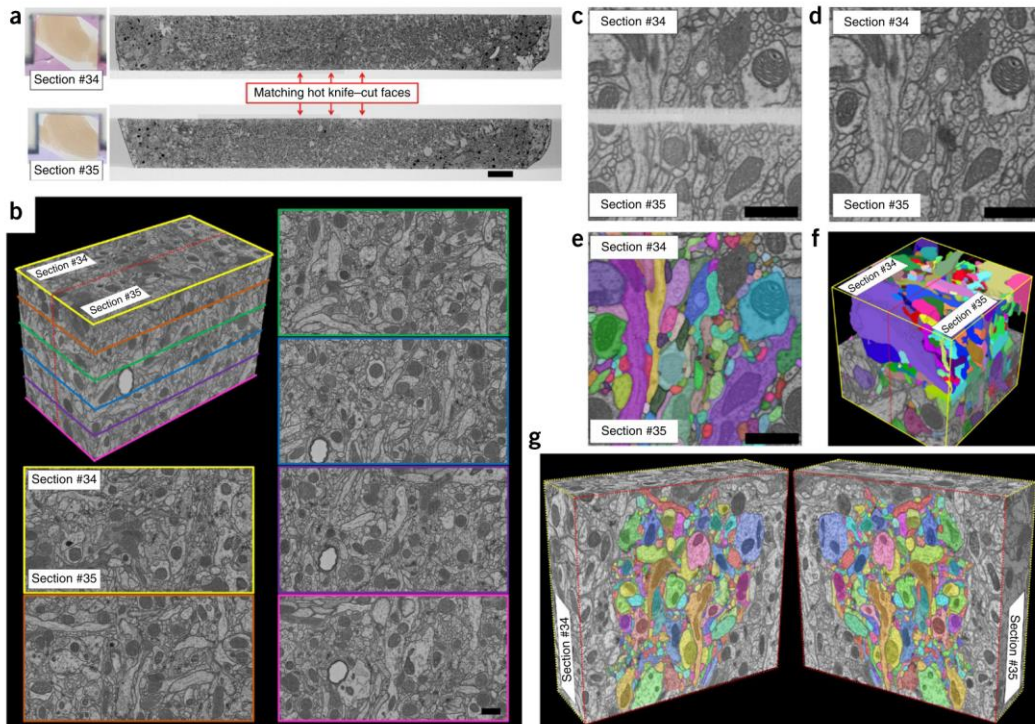 a
Section #34
Matching hot knife–cut faces
Section #35
b
Section #34
Section #35
Section #34
Section #35
c
Section #34
Section #35
d
Section #34
Section #35
e
Section #34
Section #35
f
Section #34
Section #35
g
Section #34
Section #35